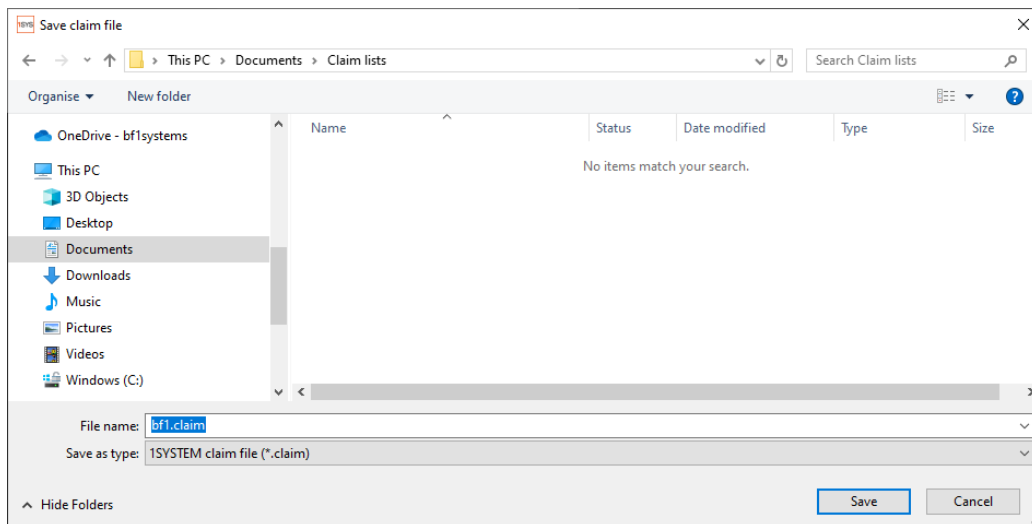 1SYS Save claim file
This PC > Documents > Claim lists
Search Claim lists
Organise
New folder
Name
Status
Date modified
Type
Size
OneDrive - bf1systems
No items match your search.
This PC
3D Objects
Desktop
Documents
Downloads
Music
Pictures
Videos
Windows (C:)
File name: bf1.claim
Save as type: 1SYSTEM claim file (*.claim)
Hide Folders
Save
Cancel